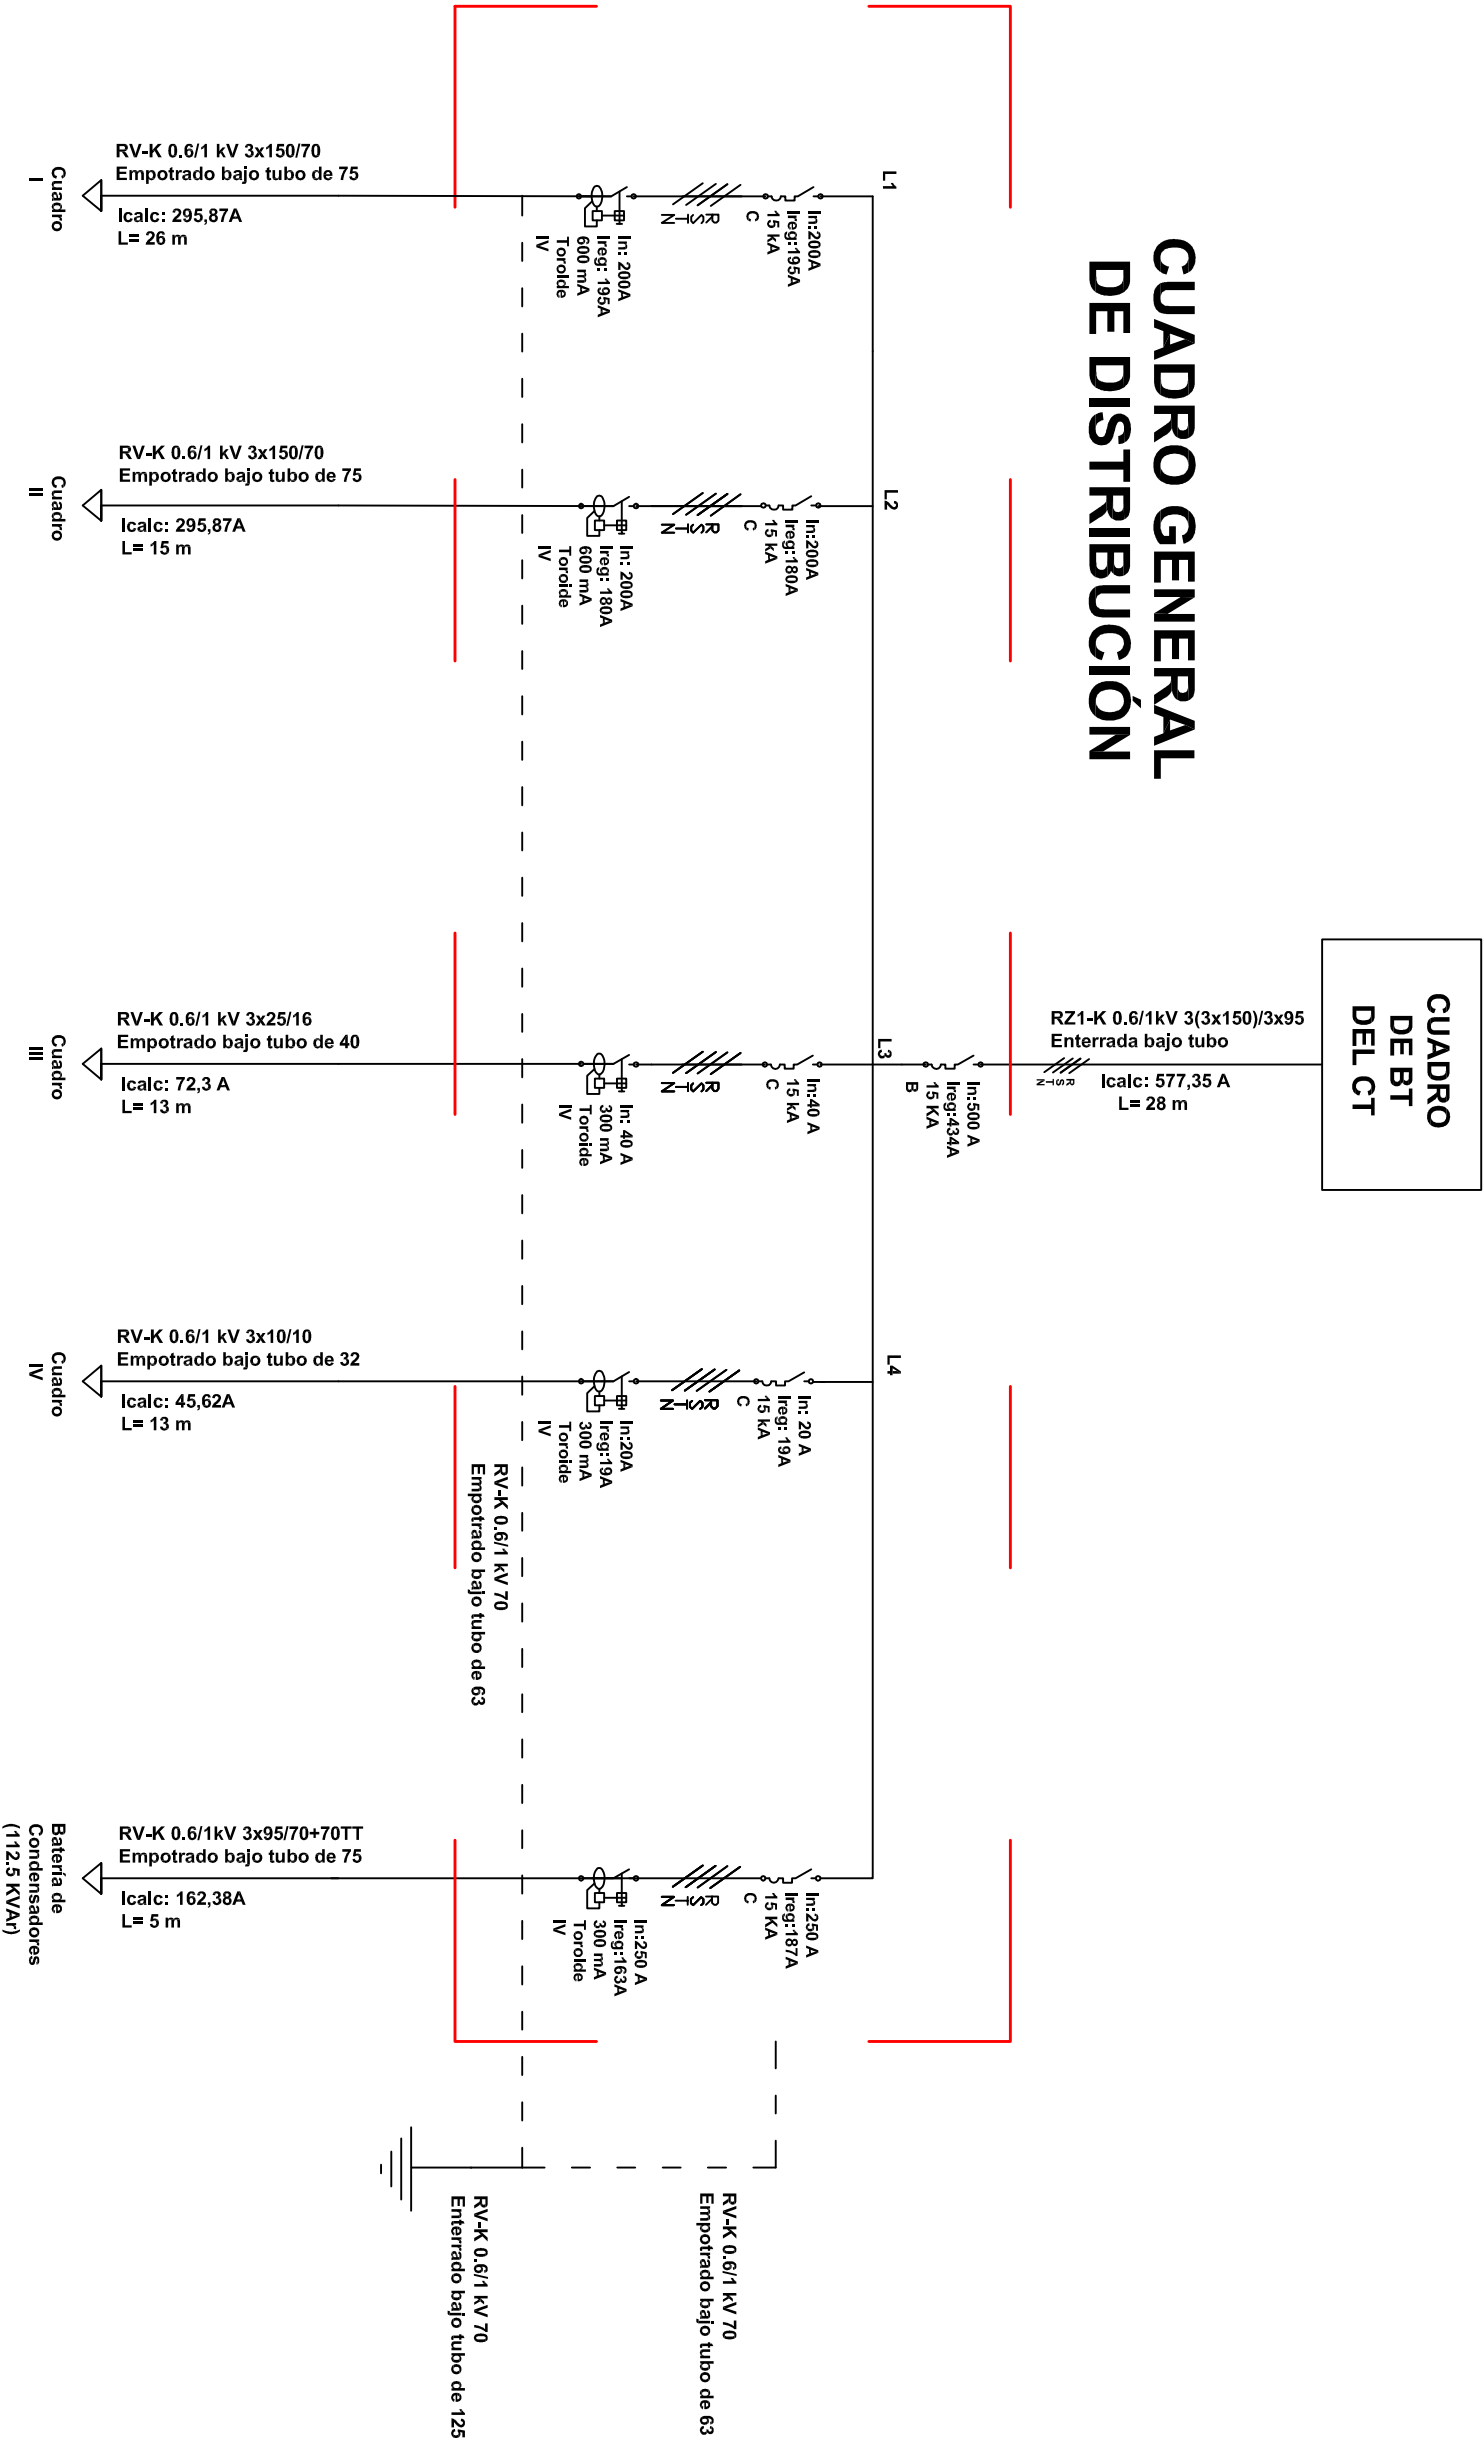 CUADRO GENERAL
DE DISTRIBUCIÓN
CUADRO
DE BT
DEL CT
RZ1-K 0.6/1kV 3(3x150)/3x95
Enterrada bajo tubo
Icalc: 577,35 A
L= 28 m
R
S
T
N
In:500 A
Ireg:434A
15 KA
B
L1
In:200A
Ireg:195A
15 kA
C
R
S
T
N
In: 200A
Ireg: 195A
600 mA
Toroide
IV
RV-K 0.6/1 kV 3x150/70
Empotrado bajo tubo de 75
Icalc: 295,87A
L= 26 m
Cuadro
I
L2
In:200A
Ireg:180A
15 kA
C
R
S
T
N
In: 200A
Ireg: 180A
600 mA
Toroide
IV
RV-K 0.6/1 kV 3x150/70
Empotrado bajo tubo de 75
Icalc: 295,87A
L= 15 m
Cuadro
II
L3
In:40 A
15 kA
C
R
S
T
N
In: 40 A
300 mA
Toroide
IV
RV-K 0.6/1 kV 3x25/16
Empotrado bajo tubo de 40
Icalc: 72,3 A
L= 13 m
Cuadro
III
L4
In: 20 A
Ireg: 19A
15 kA
C
R
S
T
N
In:20A
Ireg:19A
300 mA
Toroide
IV
RV-K 0.6/1 kV 3x10/10
Empotrado bajo tubo de 32
Icalc: 45,62A
L= 13 m
Cuadro
IV
RV-K 0.6/1 kV 70
Empotrado bajo tubo de 63
In:250 A
Ireg:187A
15 KA
C
R
S
T
N
In:250 A
Ireg:163A
300 mA
Toroide
IV
RV-K 0.6/1kV 3x95/70+70TT
Empotrado bajo tubo de 75
Icalc: 162,38A
L= 5 m
Batería de
Condensadores
(112.5 KVAr)
RV-K 0.6/1 kV 70
Empotrado bajo tubo de 63
RV-K 0.6/1 kV 70
Enterrado bajo tubo de 125